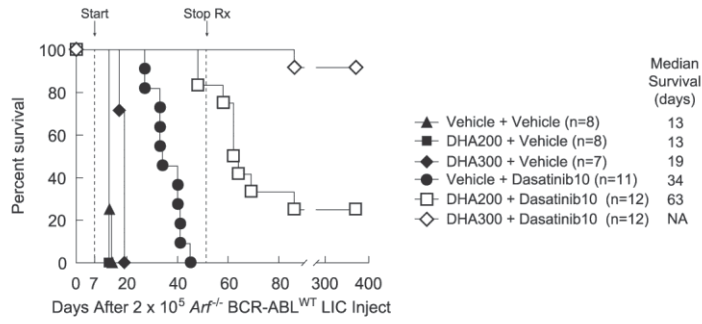 Start
Stop Rx
100
80
60
40
20
0
Percent survival
0 7 20 40 60 80 300 400
Days After 2 x 10⁵ Arf⁻/⁻ BCR-ABLᵂᵀ LIC Inject
Median
Survival
(days)
Vehicle + Vehicle (n=8) 13
DHA200 + Vehicle (n=8) 13
DHA300 + Vehicle (n=7) 19
Vehicle + Dasatinib10 (n=11) 34
DHA200 + Dasatinib10 (n=12) 63
DHA300 + Dasatinib10 (n=12) NA